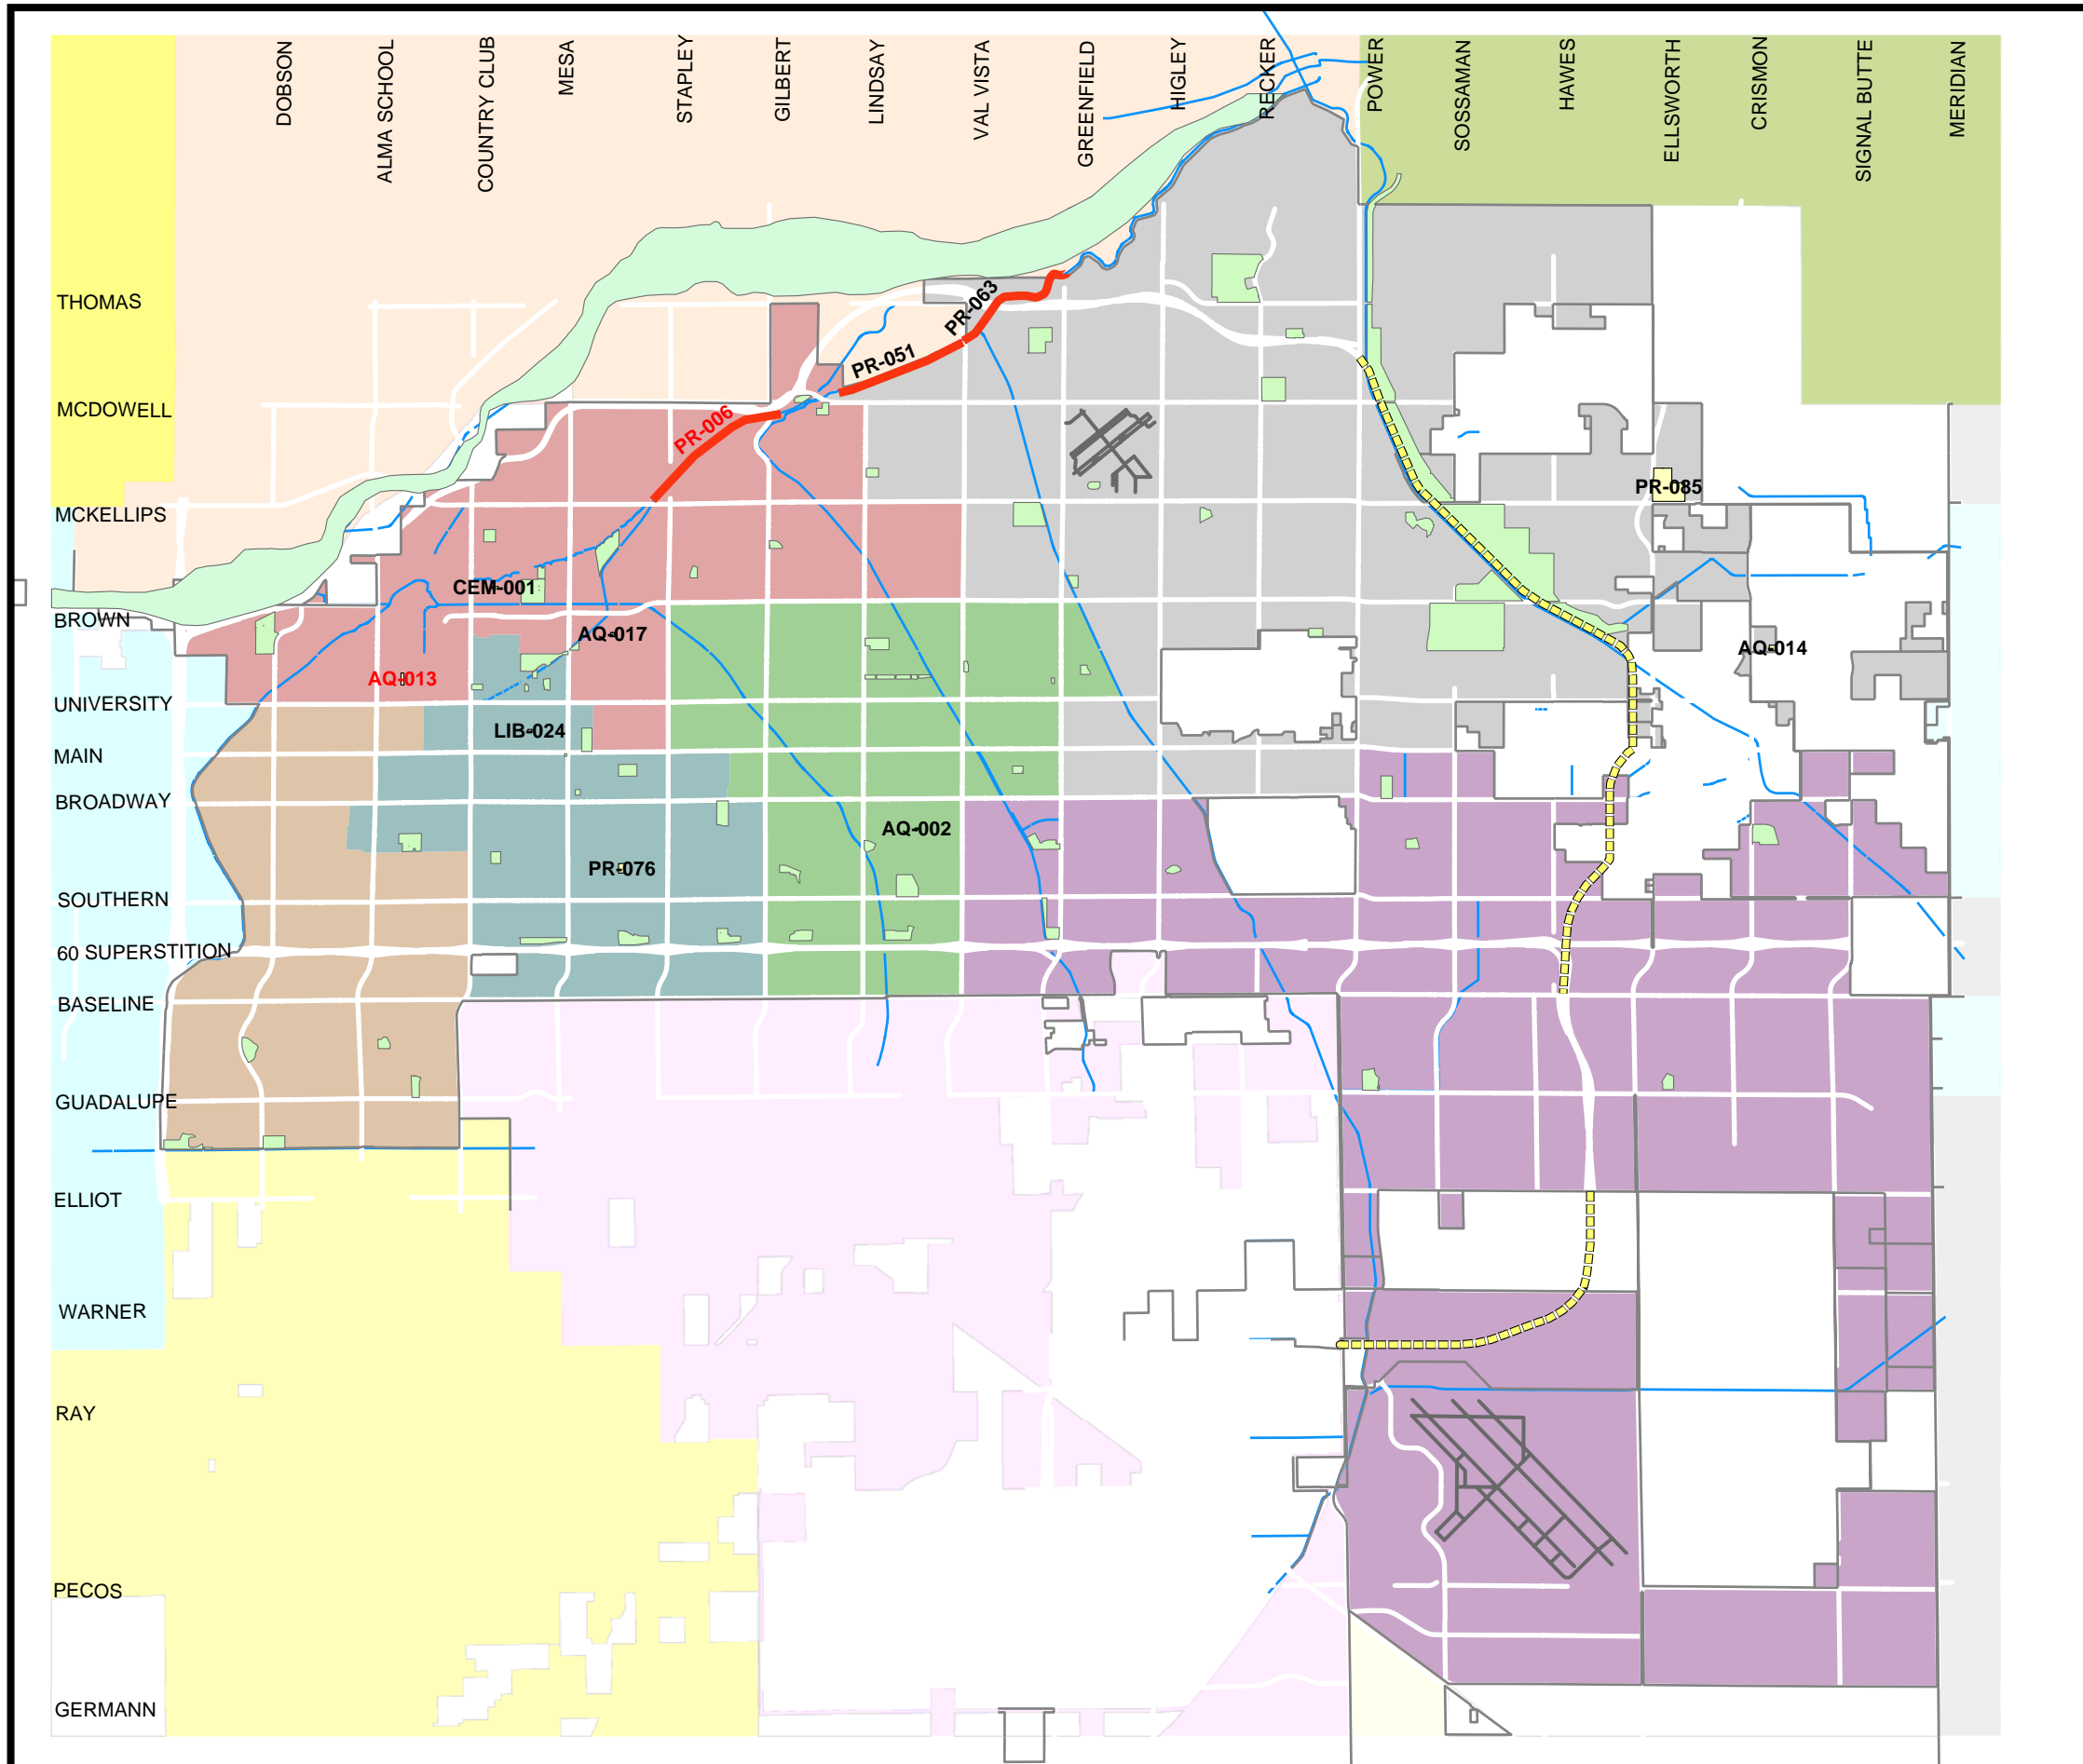 DOBSON
ALMA SCHOOL
COUNTRY CLUB
MESA
STAPLEY
GILBERT
LINDSAY
VAL VISTA
GREENFIELD
HIGLEY
RECKER
POWER
SOSSAMAN
HAWES
ELLSWORTH
CRISMON
SIGNAL BUTTE
MERIDIAN
THOMAS
PR-063
PR-051
MCDOWELL
PR-006
PR-085
MCKELLIPS
CEM-001
BROWN
AQ-017
AQ-014
AQ-013
UNIVERSITY
LIB-024
MAIN
BROADWAY
AQ-002
PR-076
SOUTHERN
60 SUPERSTITION
BASELINE
GUADALUPE
ELLIOT
WARNER
RAY
PECOS
GERMANN